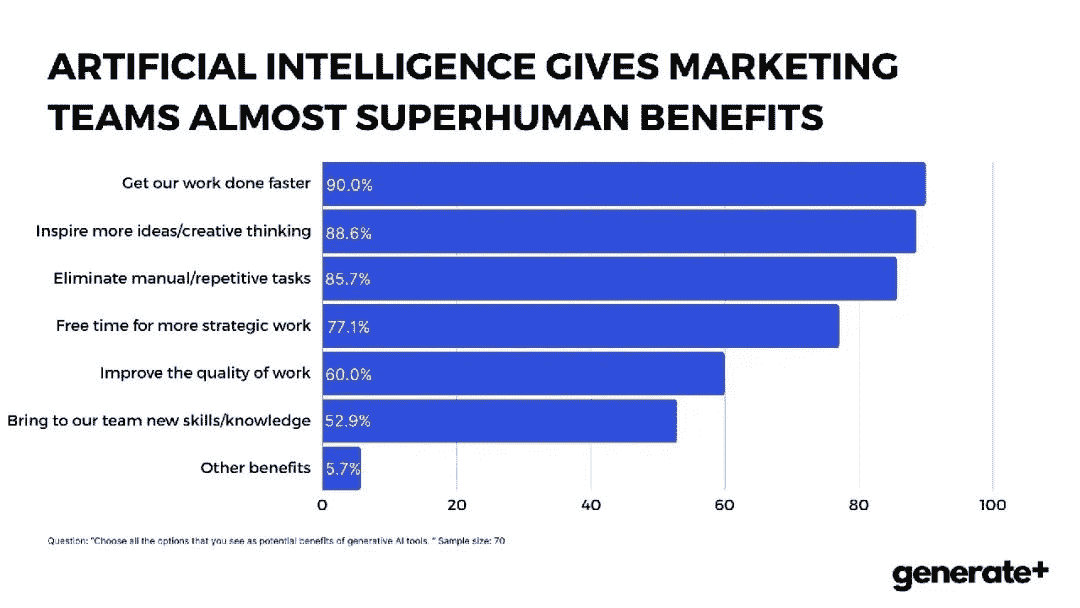 ARTIFICIAL INTELLIGENCE GIVES MARKETING
TEAMS ALMOST SUPERHUMAN BENEFITS
Get our work done faster 90.0%
Inspire more ideas/creative thinking 88.6%
Eliminate manual/repetitive tasks 85.7%
Free time for more strategic work 77.1%
Improve the quality of work 60.0%
Bring to our team new skills/knowledge 52.9%
Other benefits 5.7%
0 20 40 60 80 100
Question: "Choose all the options that you see as potential benefits of generative AI tools. " Sample size: 70
generate+